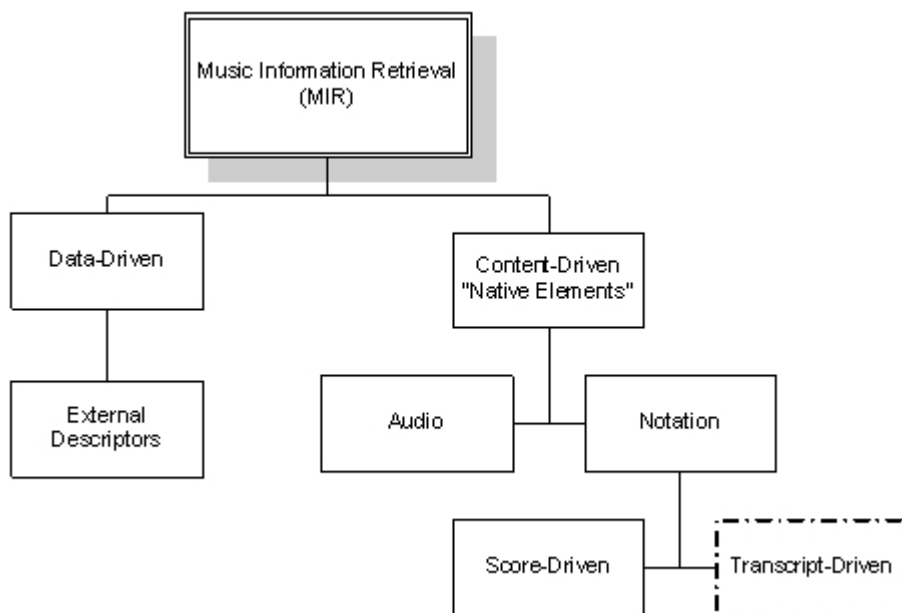 Music Information Retrieval
(MIR)
Data-Driven
Content-Driven
"Native Elements"
External
Descriptors
Audio
Notation
Score-Driven
Transcript-Driven